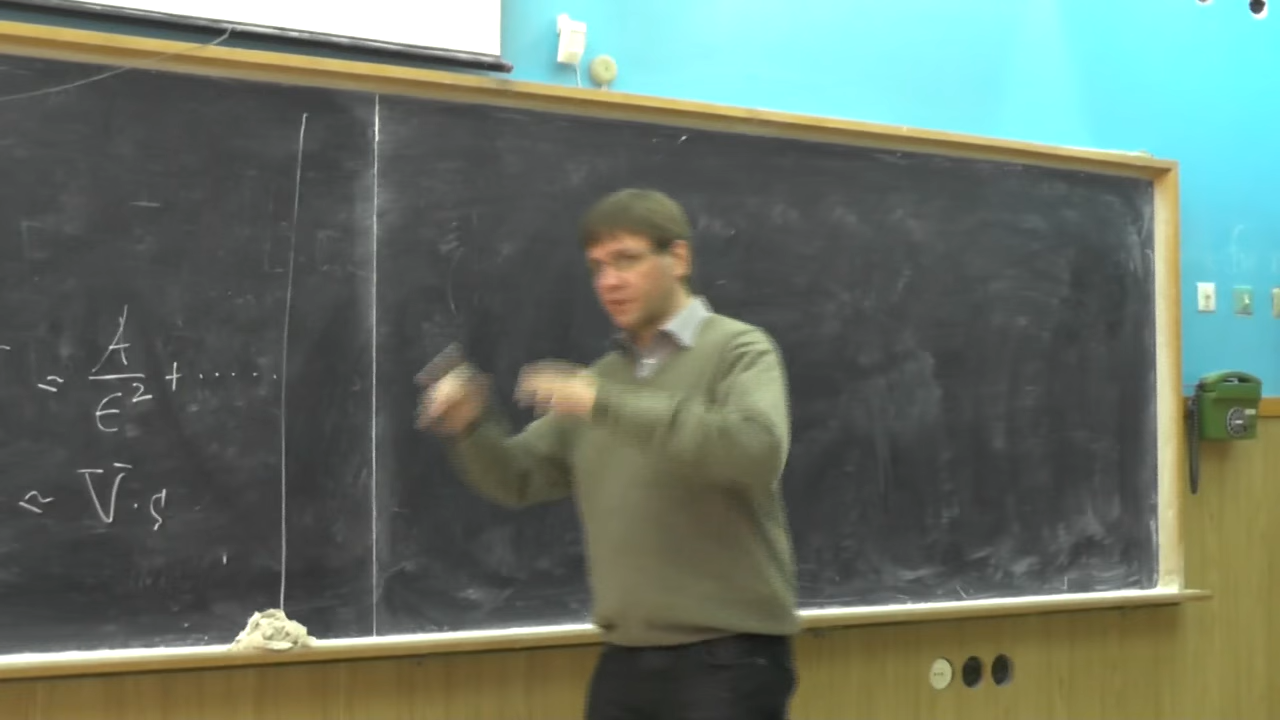 ≈ A/ϵ² + .....
~ V̄·ς